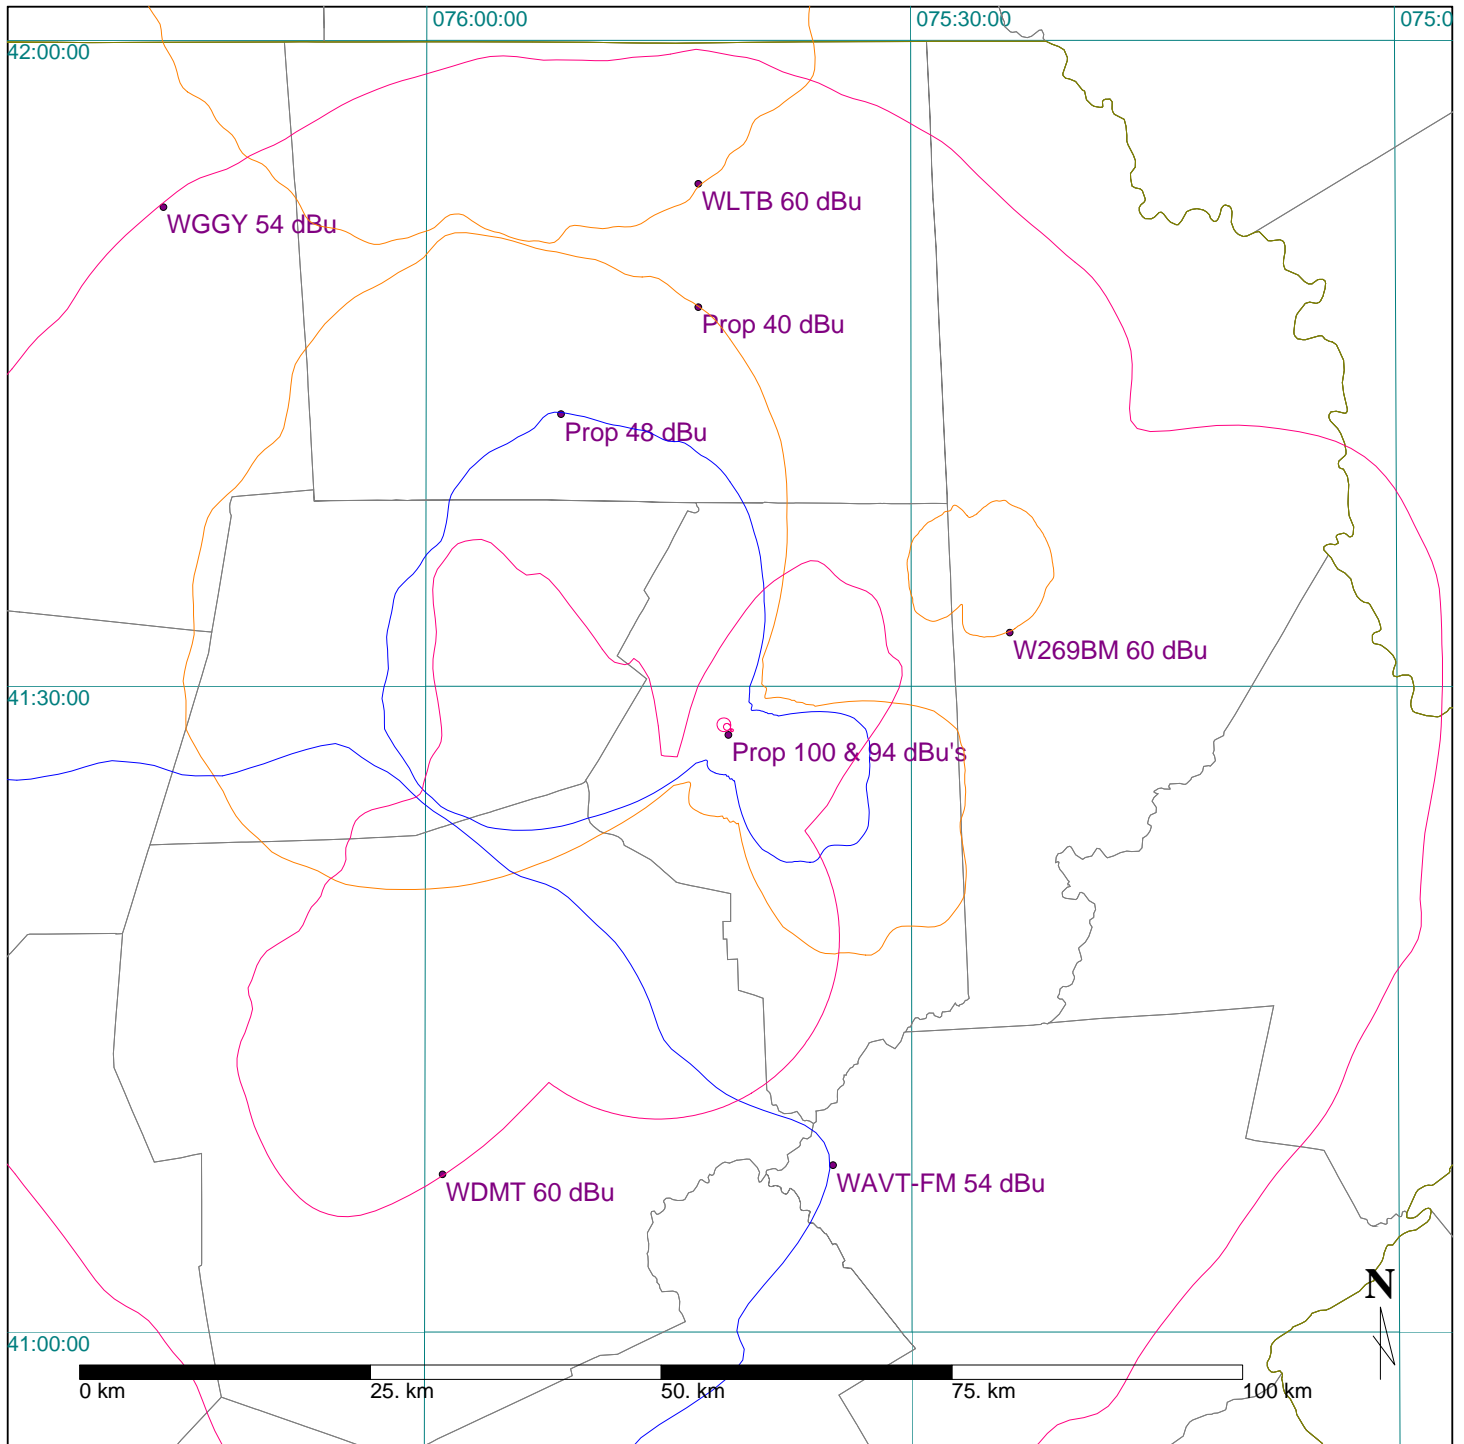 076:00:00
075:30:00
075:0
42:00:00
WLTB 60 dBu
WGGY 54 dBu
Prop 40 dBu
Prop 48 dBu
W269BM 60 dBu
41:30:00
Prop 100 & 94 dBu's
WAVT-FM 54 dBu
WDMT 60 dBu
N
41:00:00
0 km
25. km
50. km
75. km
100 km